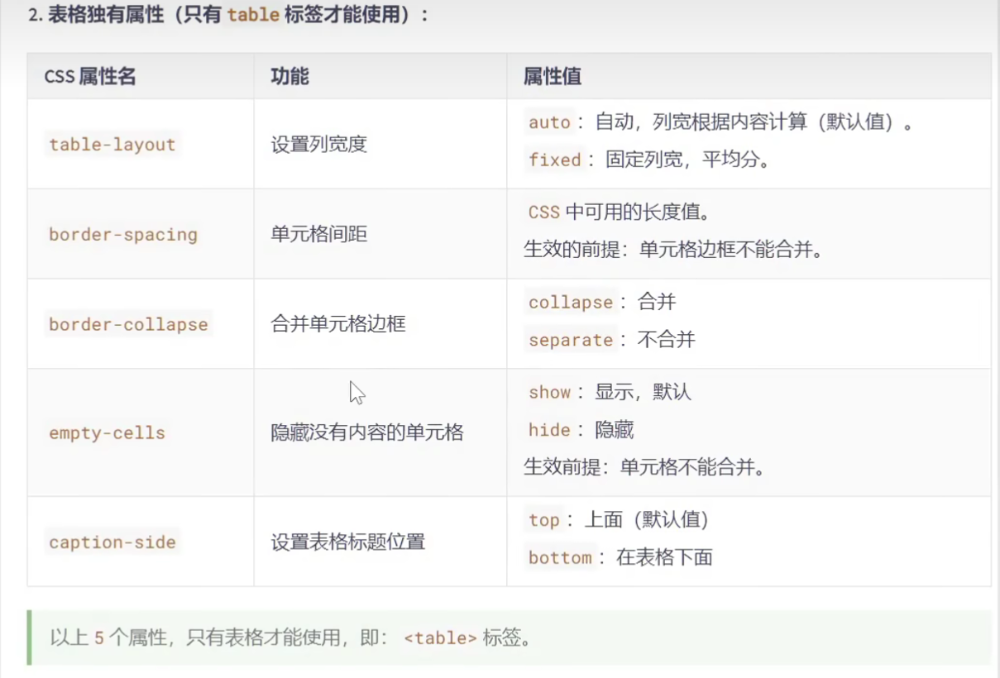 2. 表格独有属性（只有 table 标签才能使用）：
CSS 属性名 功能 属性值
table-layout 设置列宽度 auto：自动，列宽根据内容计算（默认值）。
fixed：固定列宽，平均分。
border-spacing 单元格间距 CSS 中可用的长度值。
生效的前提：单元格边框不能合并。
border-collapse 合并单元格边框 collapse：合并
separate：不合并
empty-cells 隐藏没有内容的单元格 show：显示，默认
hide：隐藏
生效前提：单元格不能合并。
caption-side 设置表格标题位置 top：上面（默认值）
bottom：在表格下面
以上 5 个属性，只有表格才能使用，即：<table> 标签。